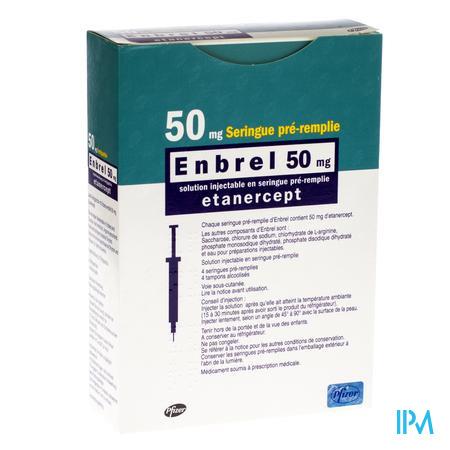 50 mg Seringue pré-remplie
Enbrel 50 mg
solution injectable en seringue pré-remplie
etanercept
Chaque seringue pré-remplie d'Enbrel contient 50 mg d'etanercept.
Les autres composants d'Enbrel sont :
Saccharose, chlorure de sodium, chlorhydrate de L-arginine,
phosphate monosodique dihydraté, phosphate disodique dihydraté
et eau pour préparations injectables.
Solution injectable en seringue pré-remplie
4 seringues pré-remplies
4 tampons alcoolisés
Voie sous-cutanée.
Lire la notice avant utilisation.
Conseil d'injection :
Injecter la solution après qu'elle ait atteint la température ambiante
(15 à 30 minutes après avoir sorti le produit du réfrigérateur).
Injecter lentement, selon un angle de 45° à 90° avec la surface de la peau.
Tenir hors de la portée et de la vue des enfants.
A conserver au réfrigérateur.
Ne pas congeler.
Se référer à la notice pour les autres conditions de conservation.
Conserver les seringues pré-remplies dans l'emballage extérieur à
l'abri de la lumière.
Médicament soumis à prescription médicale.
Pfizer
Pfizer
50 mg
Enbrel 50 mg
etanercept
IPM